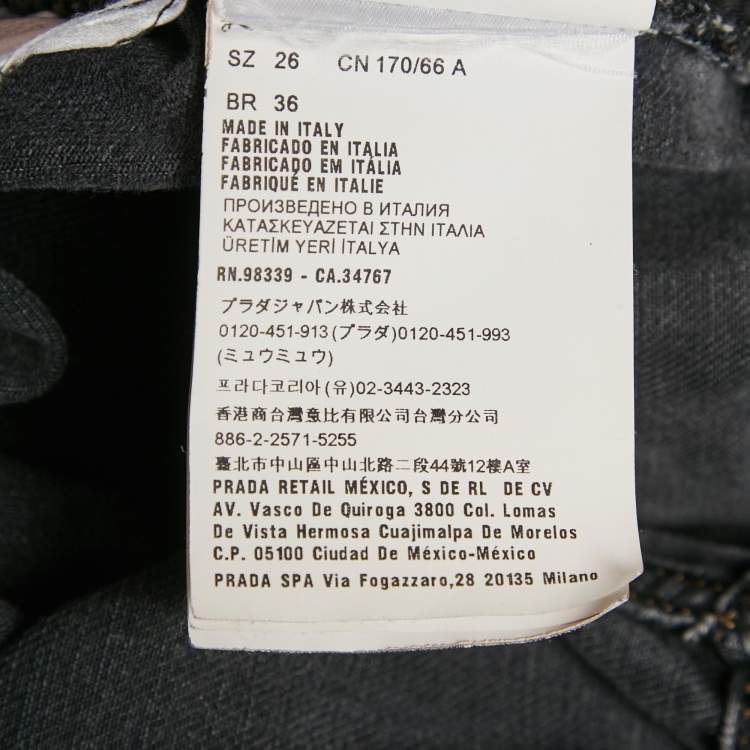 SZ 26 CN 170/66 A
BR 36
MADE IN ITALY
FABRICADO EN ITALIA
FABRICADO EM ITÁLIA
FABRIQUÉ EN ITALIE
ПРОИЗВЕДЕНО В ИТАЛИЯ
ΚΑΤΑΣΚΕΥΑΖΕΤΑΙ ΣΤΗΝ ΙΤΑΛΙΑ
ÜRETİM YERİ İTALYA
RN.98339 - CA.34767
プラダジャパン株式会社
0120-451-913(プラダ)0120-451-993
(ミュウミュウ)
프라다코리아(유)02-3443-2323
香港商台灣意比有限公司台灣分公司
886-2-2571-5255
臺北市中山區中山北路二段44號12樓A室
PRADA RETAIL MÉXICO, S DE RL DE CV
AV. Vasco De Quiroga 3800 Col. Lomas
De Vista Hermosa Cuajimalpa De Morelos
C.P. 05100 Ciudad De México-México
PRADA SPA Via Fogazzaro,28 20135 Milano